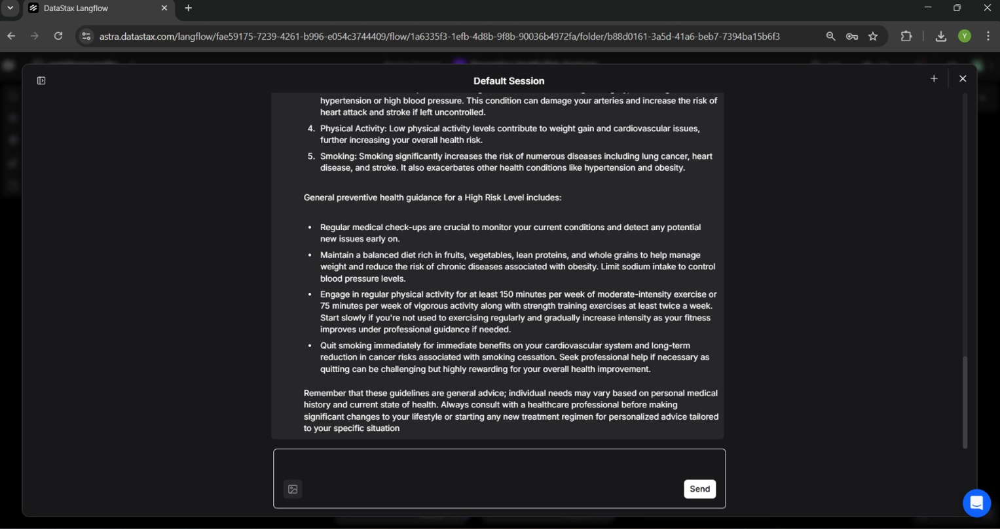 DataStax Langflow
astra.datastax.com/langflow/fae59175-7239-4261-b996-e054c3744409/flow/1a6335f3-1efb-4d8b-9f8b-90036b4972fa/folder/b88d0161-3a5d-41a6-beb7-7394ba15b6f3
Y
Default Session
hypertension or high blood pressure. This condition can damage your arteries and increase the risk of
heart attack and stroke if left uncontrolled.
4. Physical Activity: Low physical activity levels contribute to weight gain and cardiovascular issues,
further increasing your overall health risk.
5. Smoking: Smoking significantly increases the risk of numerous diseases including lung cancer, heart
disease, and stroke. It also exacerbates other health conditions like hypertension and obesity.
General preventive health guidance for a High Risk Level includes:
• Regular medical check-ups are crucial to monitor your current conditions and detect any potential
new issues early on.
• Maintain a balanced diet rich in fruits, vegetables, lean proteins, and whole grains to help manage
weight and reduce the risk of chronic diseases associated with obesity. Limit sodium intake to control
blood pressure levels.
• Engage in regular physical activity for at least 150 minutes per week of moderate-intensity exercise or
75 minutes per week of vigorous activity along with strength training exercises at least twice a week.
Start slowly if you're not used to exercising regularly and gradually increase intensity as your fitness
improves under professional guidance if needed.
• Quit smoking immediately for immediate benefits on your cardiovascular system and long-term
reduction in cancer risks associated with smoking cessation. Seek professional help if necessary as
quitting can be challenging but highly rewarding for your overall health improvement.
Remember that these guidelines are general advice; individual needs may vary based on personal medical
history and current state of health. Always consult with a healthcare professional before making
significant changes to your lifestyle or starting any new treatment regimen for personalized advice tailored
to your specific situation
Send